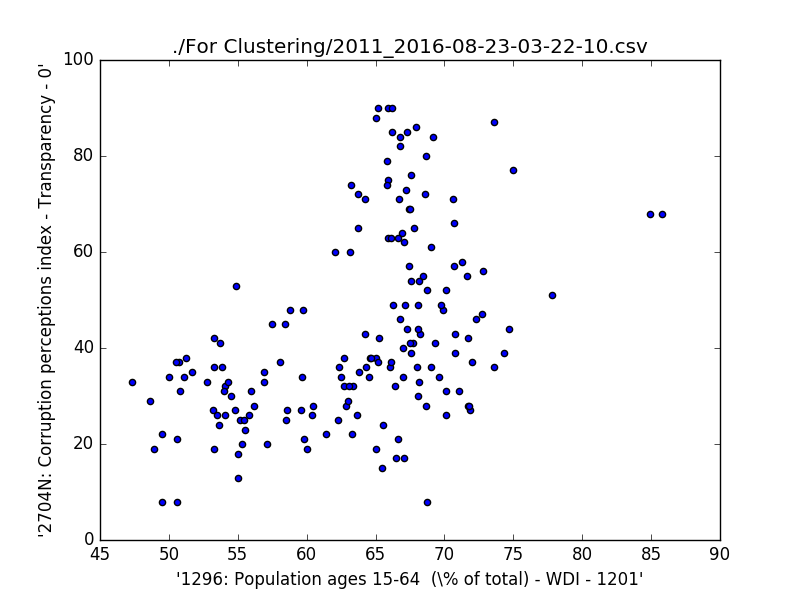 ./For Clustering/2011_2016-08-23-03-22-10.csv
100
80
60
40
20
0
'2704N: Corruption perceptions index - Transparency - 0'
45 50 55 60 65 70 75 80 85 90
'1296: Population ages 15-64  (\% of total) - WDI - 1201'